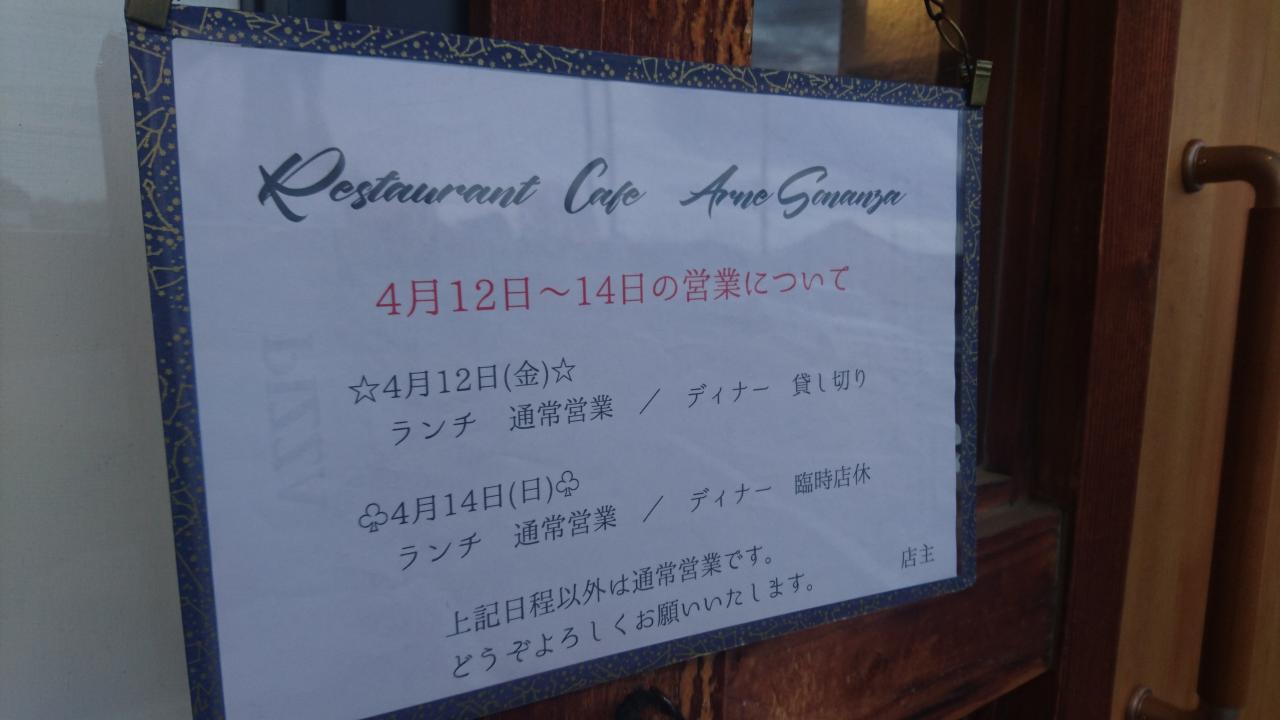 Restaurant Cafe Arne Sonanza
4月12日～14日の営業について
☆4月12日(金)☆
ランチ 通常営業 ／ ディナー 貸し切り
♧4月14日(日)♧
ランチ 通常営業 ／ ディナー 臨時店休
上記日程以外は通常営業です。
どうぞよろしくお願いいたします。
店主